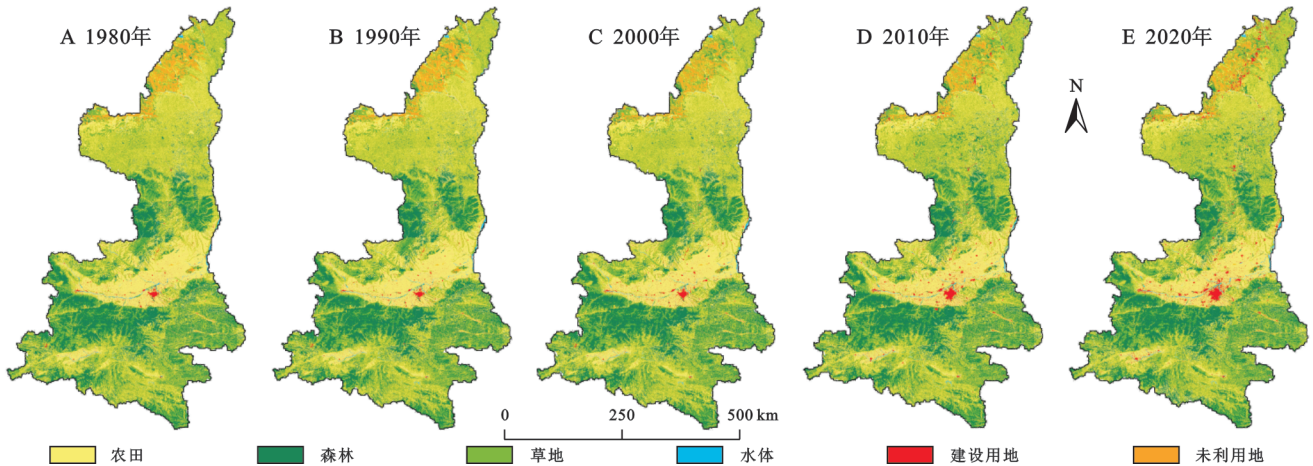 A 1980年
B 1990年
C 2000年
D 2010年
E 2020年
N
0 250 500 km
农田 森林 草地 水体 建设用地 未利用地